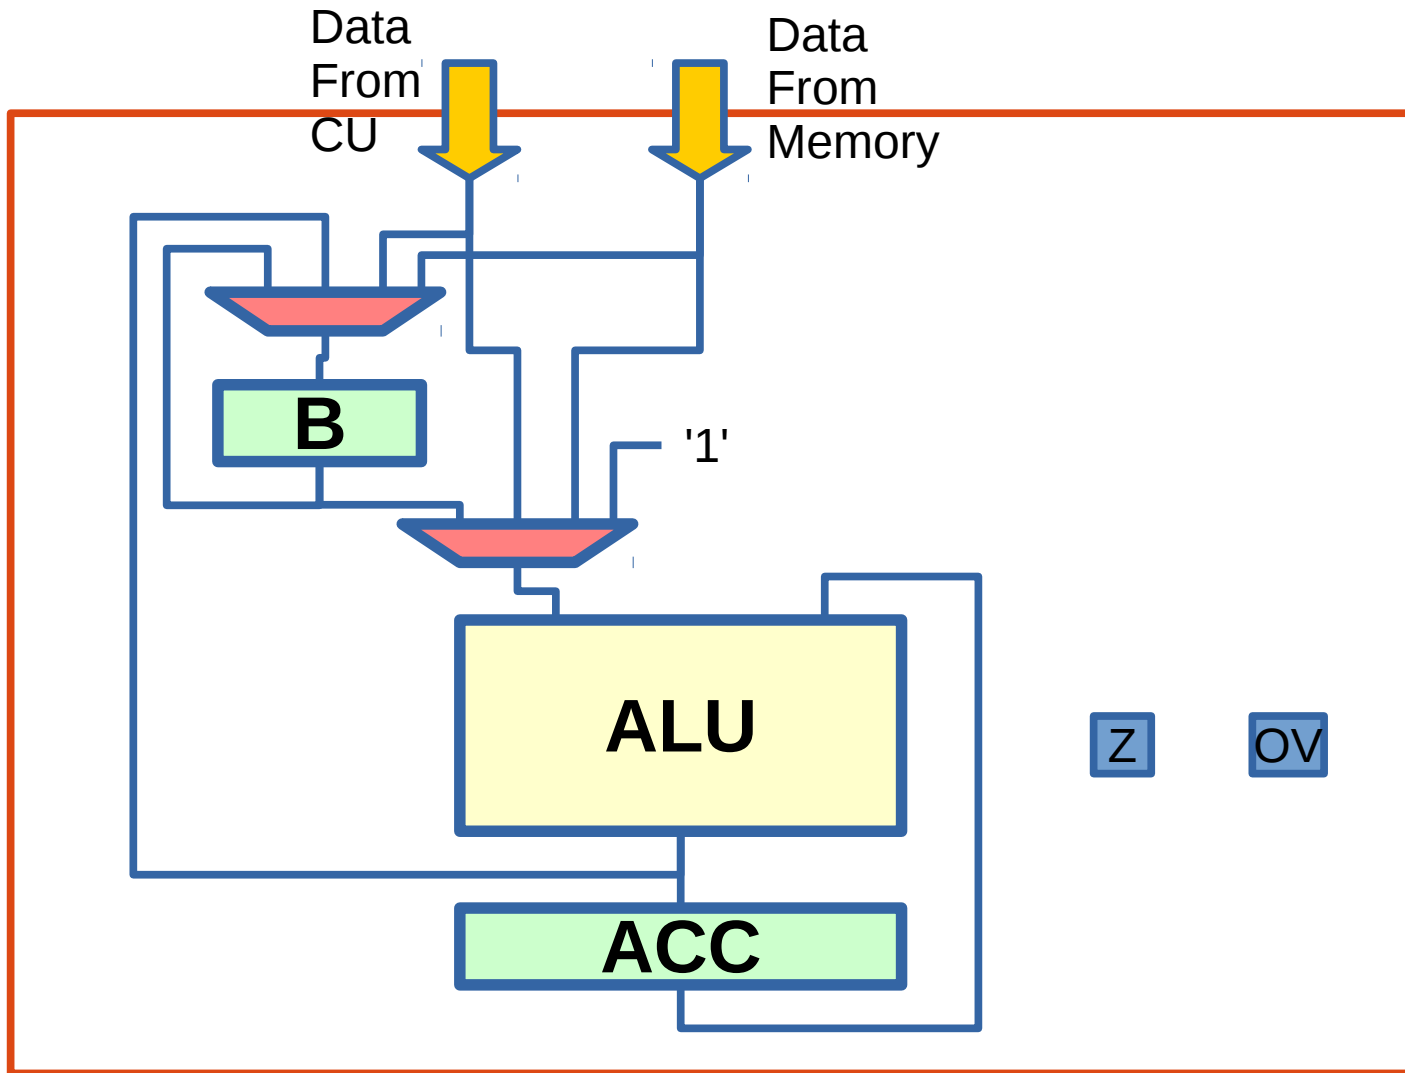 Data
From
CU
Data
From
Memory
B
'1'
ALU
Z
OV
ACC